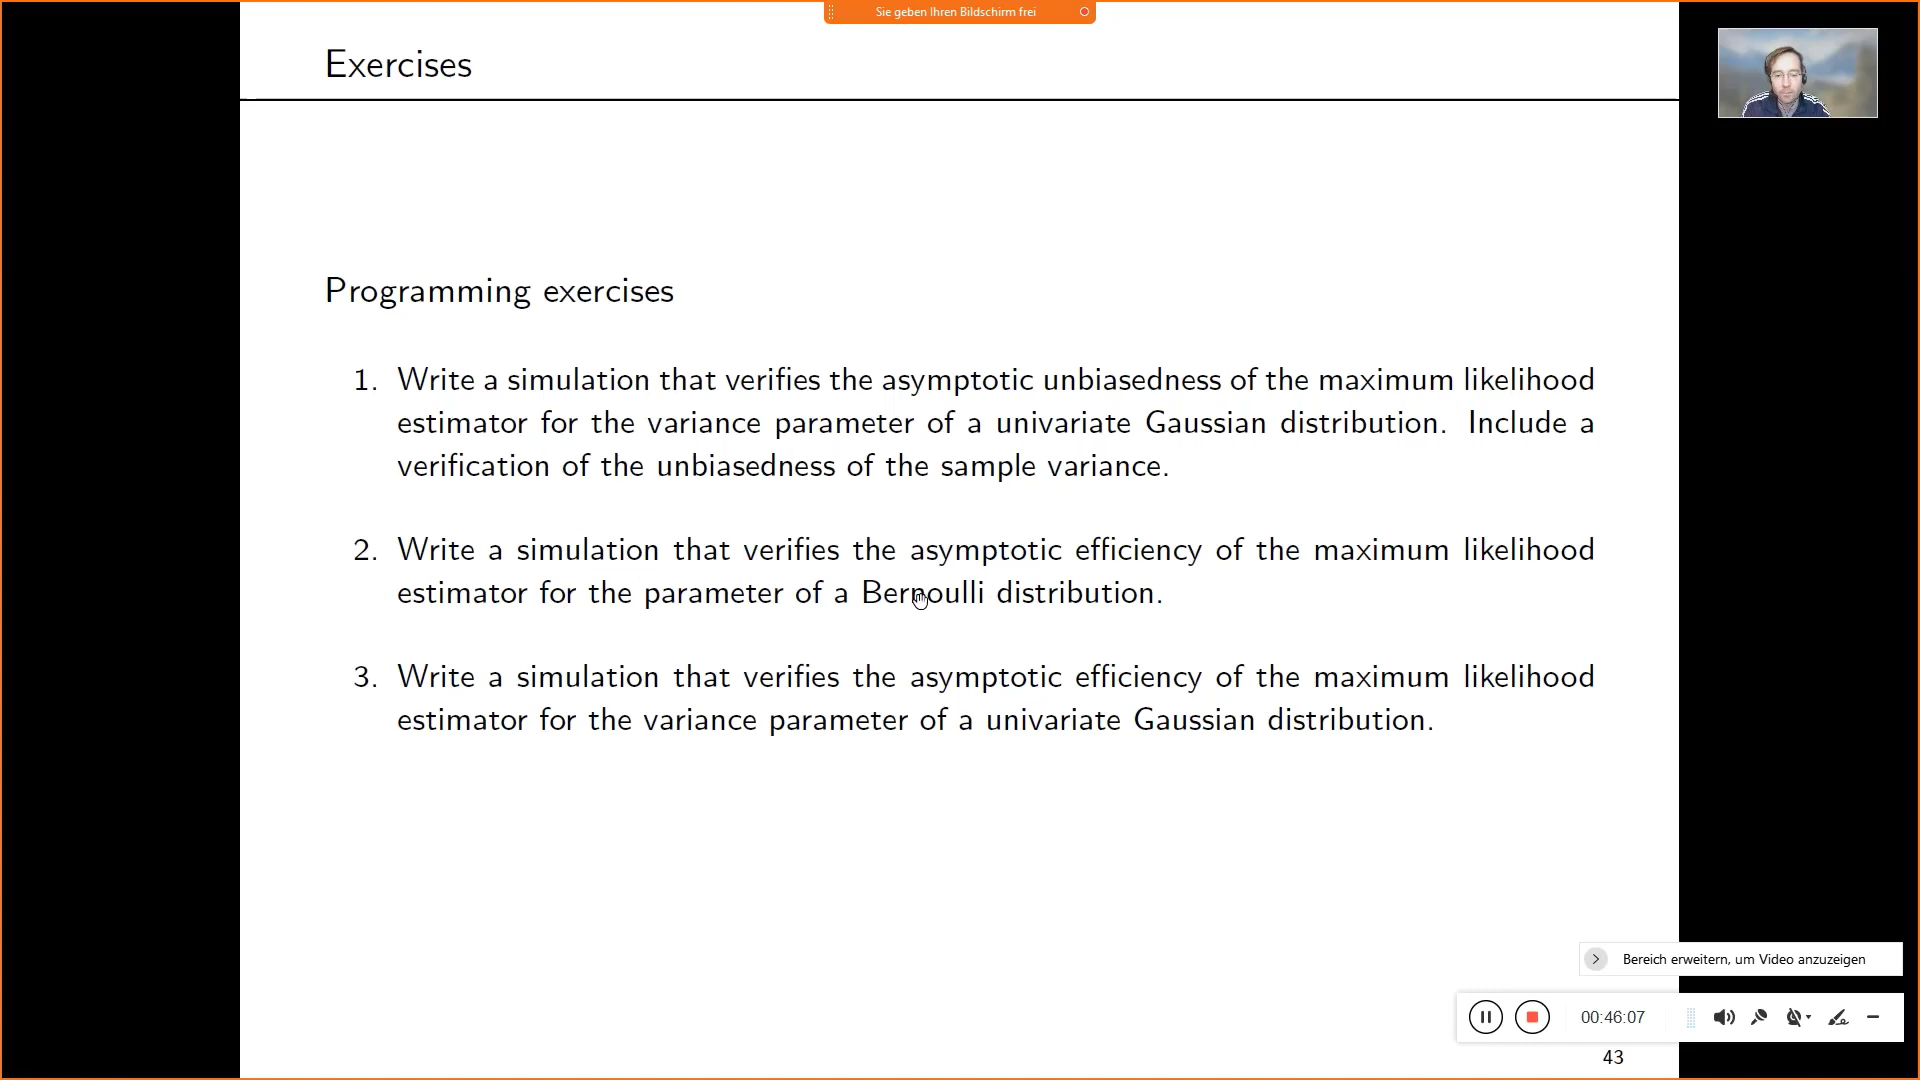 Sie geben Ihren Bildschirm frei
Exercises
Programming exercises
1. Write a simulation that verifies the asymptotic unbiasedness of the maximum likelihood
estimator for the variance parameter of a univariate Gaussian distribution. Include a
verification of the unbiasedness of the sample variance.
2. Write a simulation that verifies the asymptotic efficiency of the maximum likelihood
estimator for the parameter of a Bernoulli distribution.
3. Write a simulation that verifies the asymptotic efficiency of the maximum likelihood
estimator for the variance parameter of a univariate Gaussian distribution.
Bereich erweitern, um Video anzuzeigen
00:46:07
43